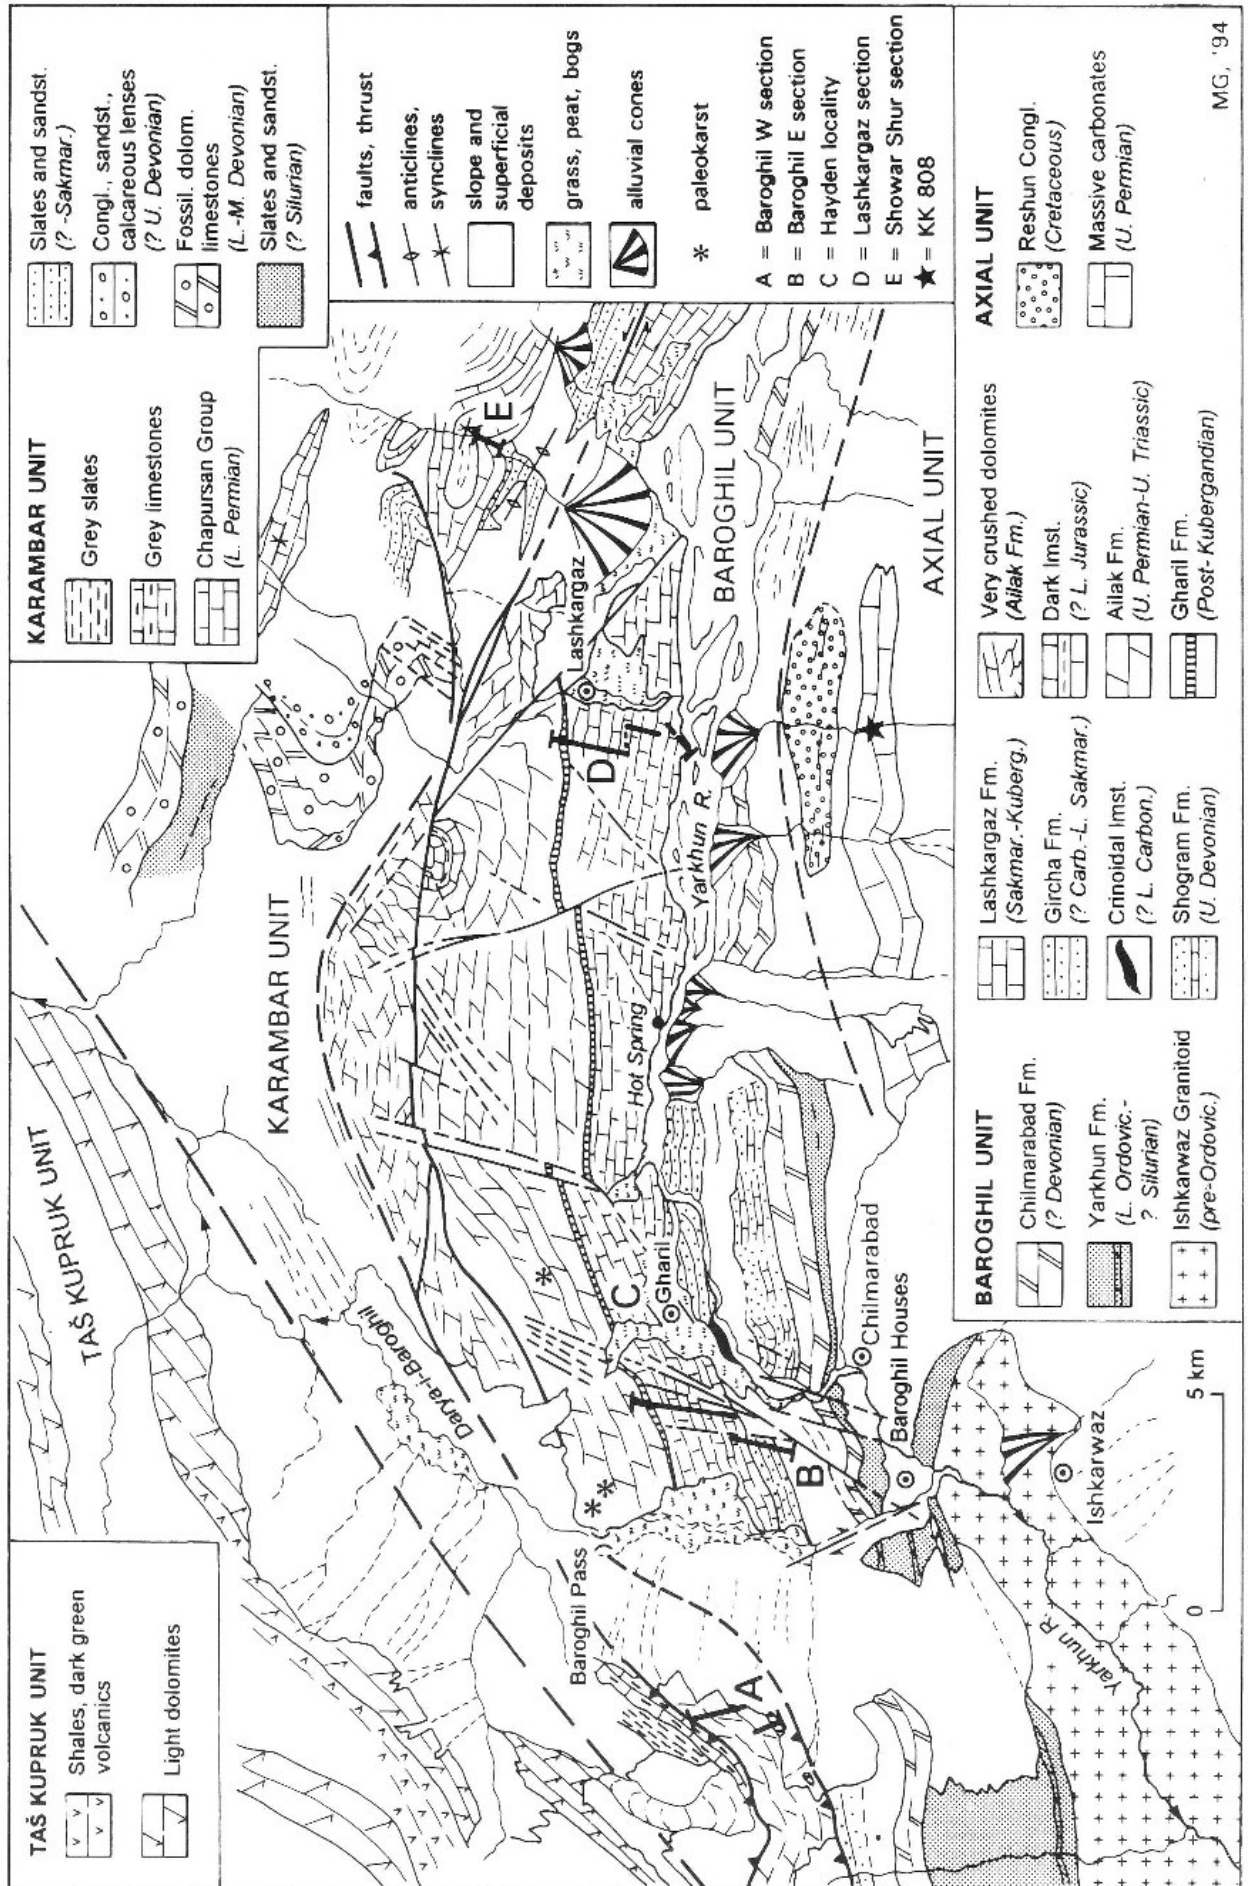 TAŠ KUPRUK UNIT
Shales, dark green
volcanics
Light dolomites
KARAMBAR UNIT
Grey slates
Grey limestones
Chapursan Group
(L. Permian)
Slates and sandst.
(? -Sakmar.)
Congl., sandst.,
calcareous lenses
(? U. Devonian)
Fossil. dolom.
limestones
(L.-M. Devonian)
Slates and sandst.
(? Silurian)
faults, thrust
anticlines,
synclines
slope and
superficial
deposits
grass, peat, bogs
alluvial cones
* paleokarst
A = Baroghil W section
B = Baroghil E section
C = Hayden locality
D = Lashkargaz section
E = Showar Shur section
★ = KK 808
TAŠ KUPRUK UNIT
KARAMBAR UNIT
Darya-i-Baroghil
Baroghil Pass
A
B
C
D
E
Gharil
Hot Spring
Yarkhun R.
Lashkargaz
BAROGHIL UNIT
AXIAL UNIT
Chilmarabad
Baroghil Houses
Ishkarwaz
Yarkhun R.
0
5 km
BAROGHIL UNIT
Chilmarabad Fm.
(? Devonian)
Yarkhun Fm.
(L. Ordovic.-
? Silurian)
Ishkarwaz Granitoid
(pre-Ordovic.)
Lashkargaz Fm.
(Sakmar.-Kuberg.)
Gircha Fm.
(? Carb.-L. Sakmar.)
Crinoidal lmst.
(? L. Carbon.)
Shogram Fm.
(U. Devonian)
Very crushed dolomites
(Ailak Fm.)
Dark lmst.
(? L. Jurassic)
Ailak Fm.
(U. Permian-U. Triassic)
Gharil Fm.
(Post-Kubergandian)
AXIAL UNIT
Reshun Congl.
(Cretaceous)
Massive carbonates
(U. Permian)
MG, '94